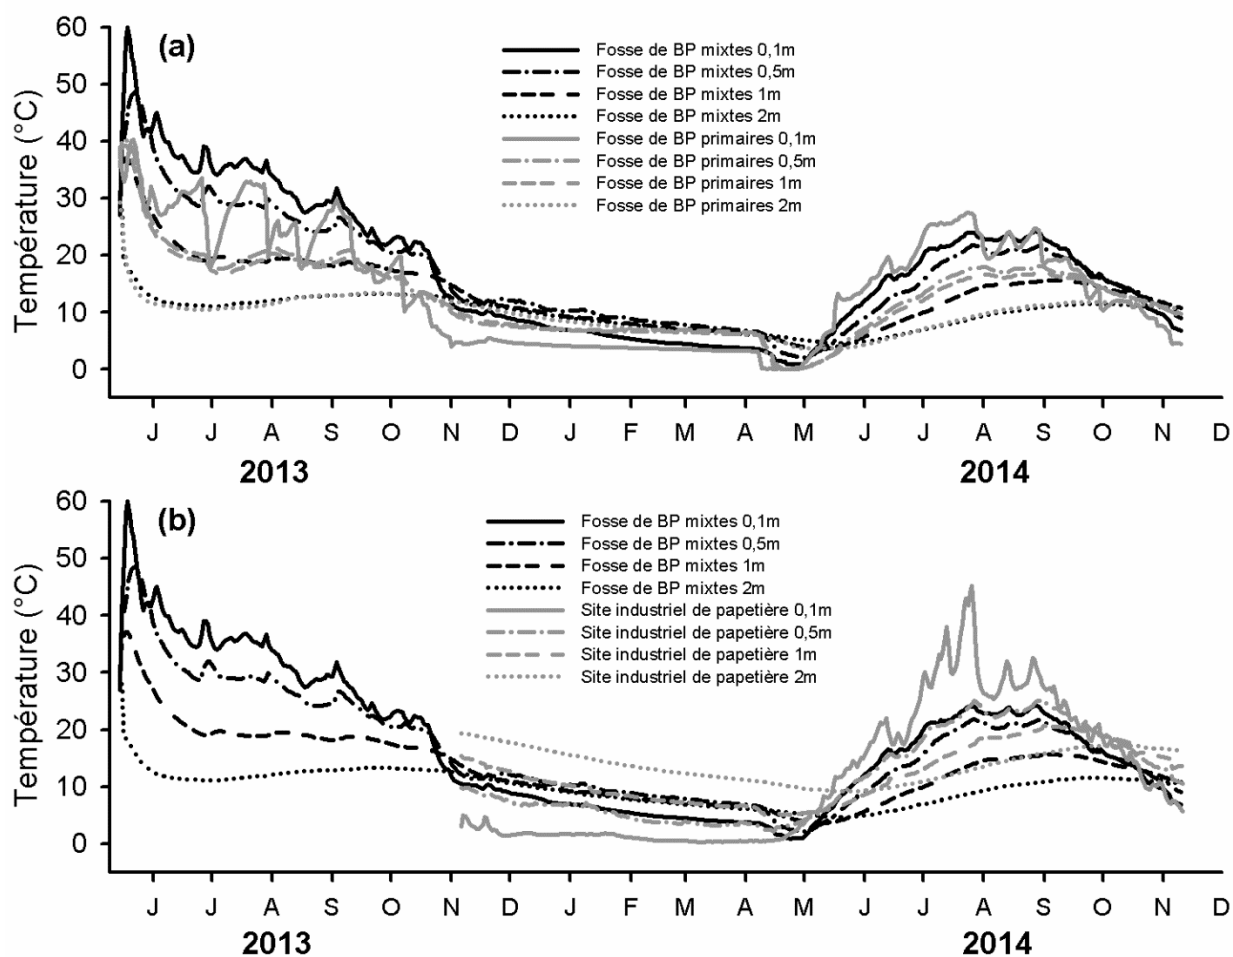 (a)
Température (°C)
60
50
40
30
20
10
0
Fosse de BP mixtes 0,1m
Fosse de BP mixtes 0,5m
Fosse de BP mixtes 1m
Fosse de BP mixtes 2m
Fosse de BP primaires 0,1m
Fosse de BP primaires 0,5m
Fosse de BP primaires 1m
Fosse de BP primaires 2m
J J A S O N D J F M A M J J A S O N D
2013 2014
(b)
Température (°C)
60
50
40
30
20
10
0
Fosse de BP mixtes 0,1m
Fosse de BP mixtes 0,5m
Fosse de BP mixtes 1m
Fosse de BP mixtes 2m
Site industriel de papetière 0,1m
Site industriel de papetière 0,5m
Site industriel de papetière 1m
Site industriel de papetière 2m
J J A S O N D J F M A M J J A S O N D
2013 2014